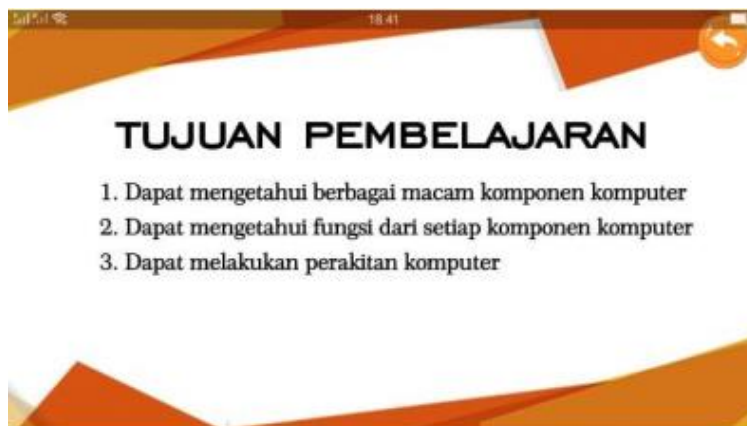 18.41
TUJUAN PEMBELAJARAN
1. Dapat mengetahui berbagai macam komponen komputer
2. Dapat mengetahui fungsi dari setiap komponen komputer
3. Dapat melakukan perakitan komputer